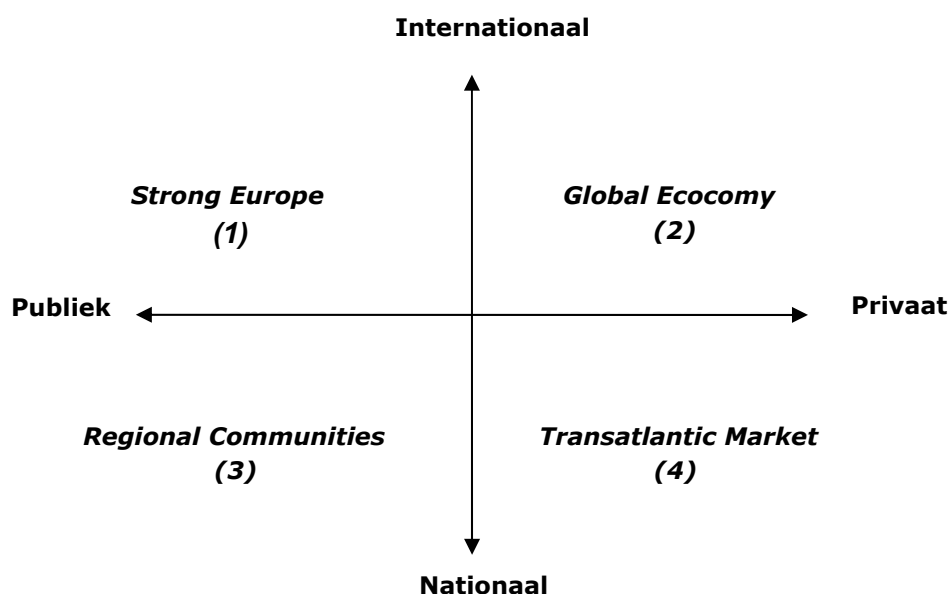 Internationaal
Strong Europe
(1)
Global Ecocomy
(2)
Publiek
Privaat
Regional Communities
(3)
Transatlantic Market
(4)
Nationaal